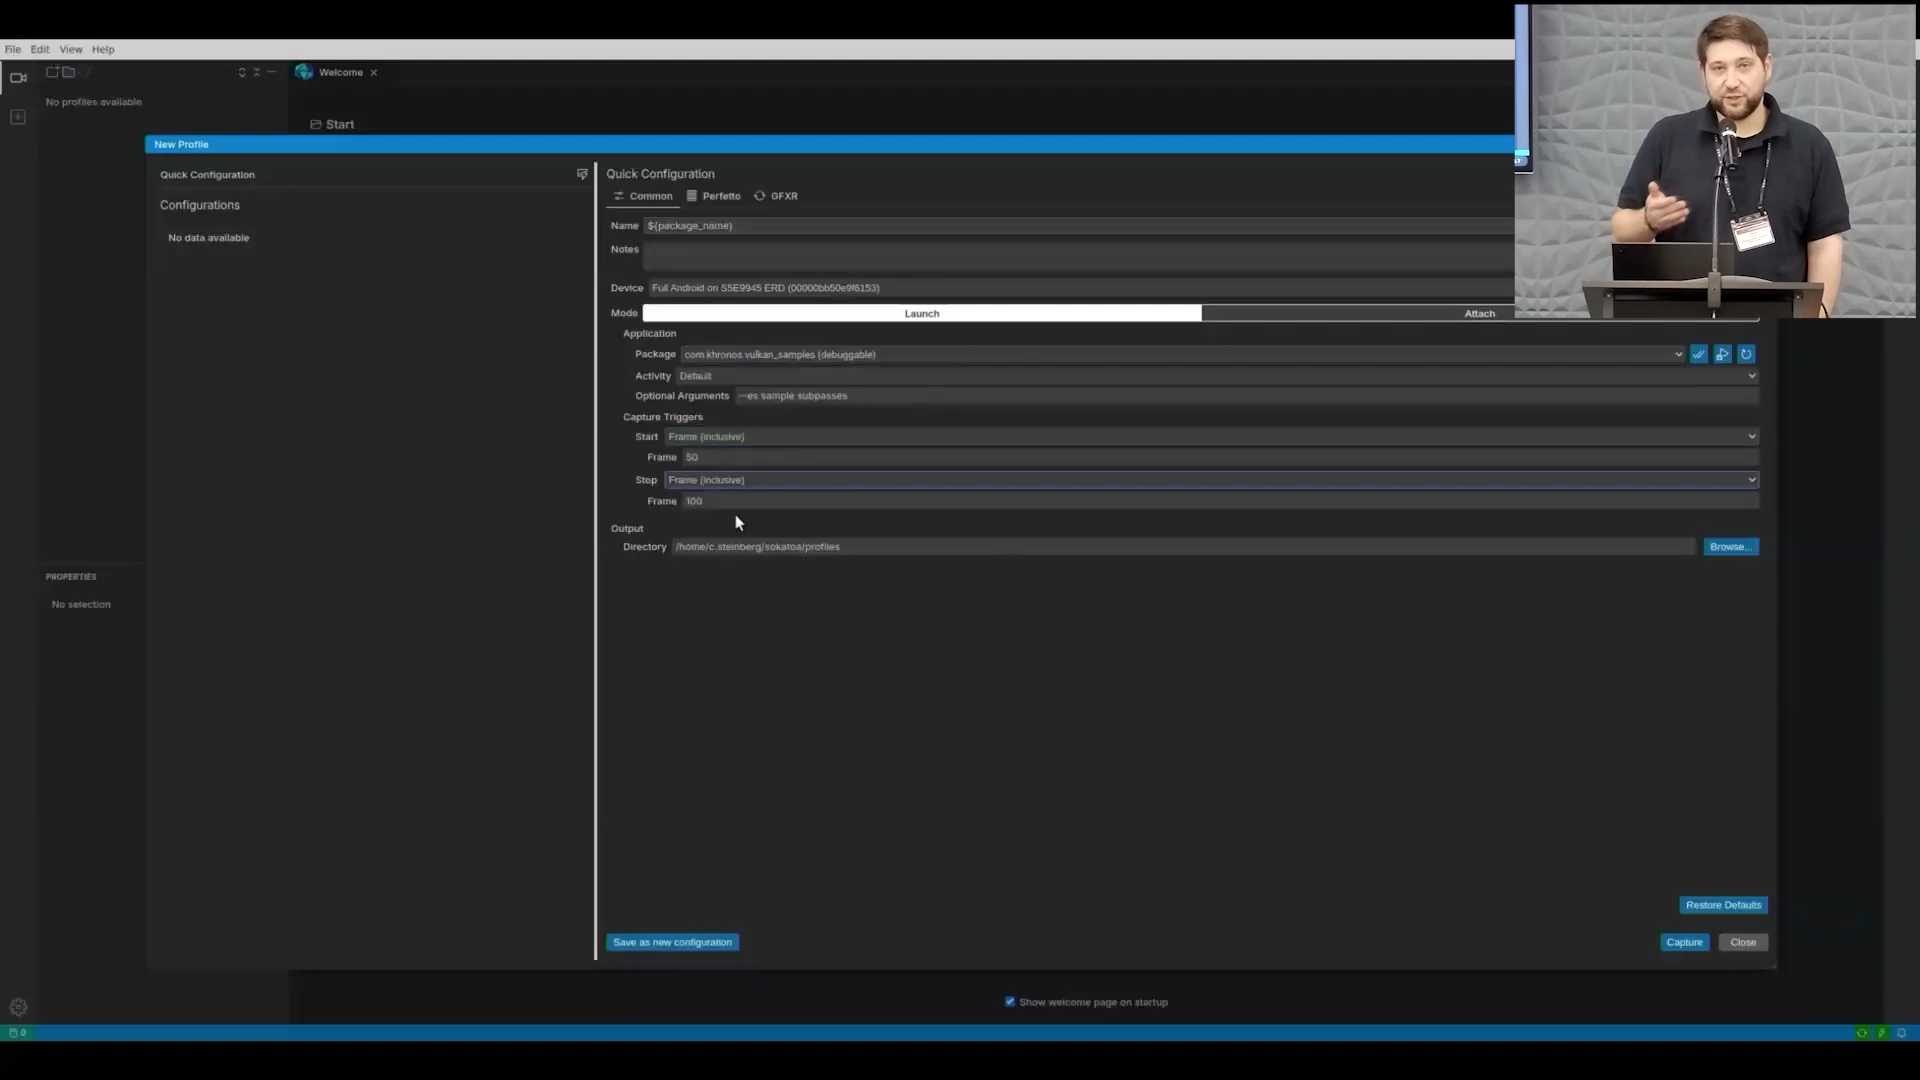 File Edit View Help
Welcome
No profiles available
Start
New Profile
Quick Configuration
Configurations
No data available
Quick Configuration
Common Perfetto GFXR
Name ${package_name}
Notes
Device Full Android on S5E9945 ERD (00000bb50e9f6153)
Mode Launch Attach
Application
Package com.khronos.vulkan_samples (debuggable)
Activity Default
Optional Arguments --es sample subpasses
Capture Triggers
Start Frame (inclusive)
Frame 50
Stop Frame (inclusive)
Frame 100
Output
Directory /home/c.steinberg/sokatoa/profiles Browse...
PROPERTIES
No selection
Restore Defaults
Save as new configuration Capture Close
Show welcome page on startup
0